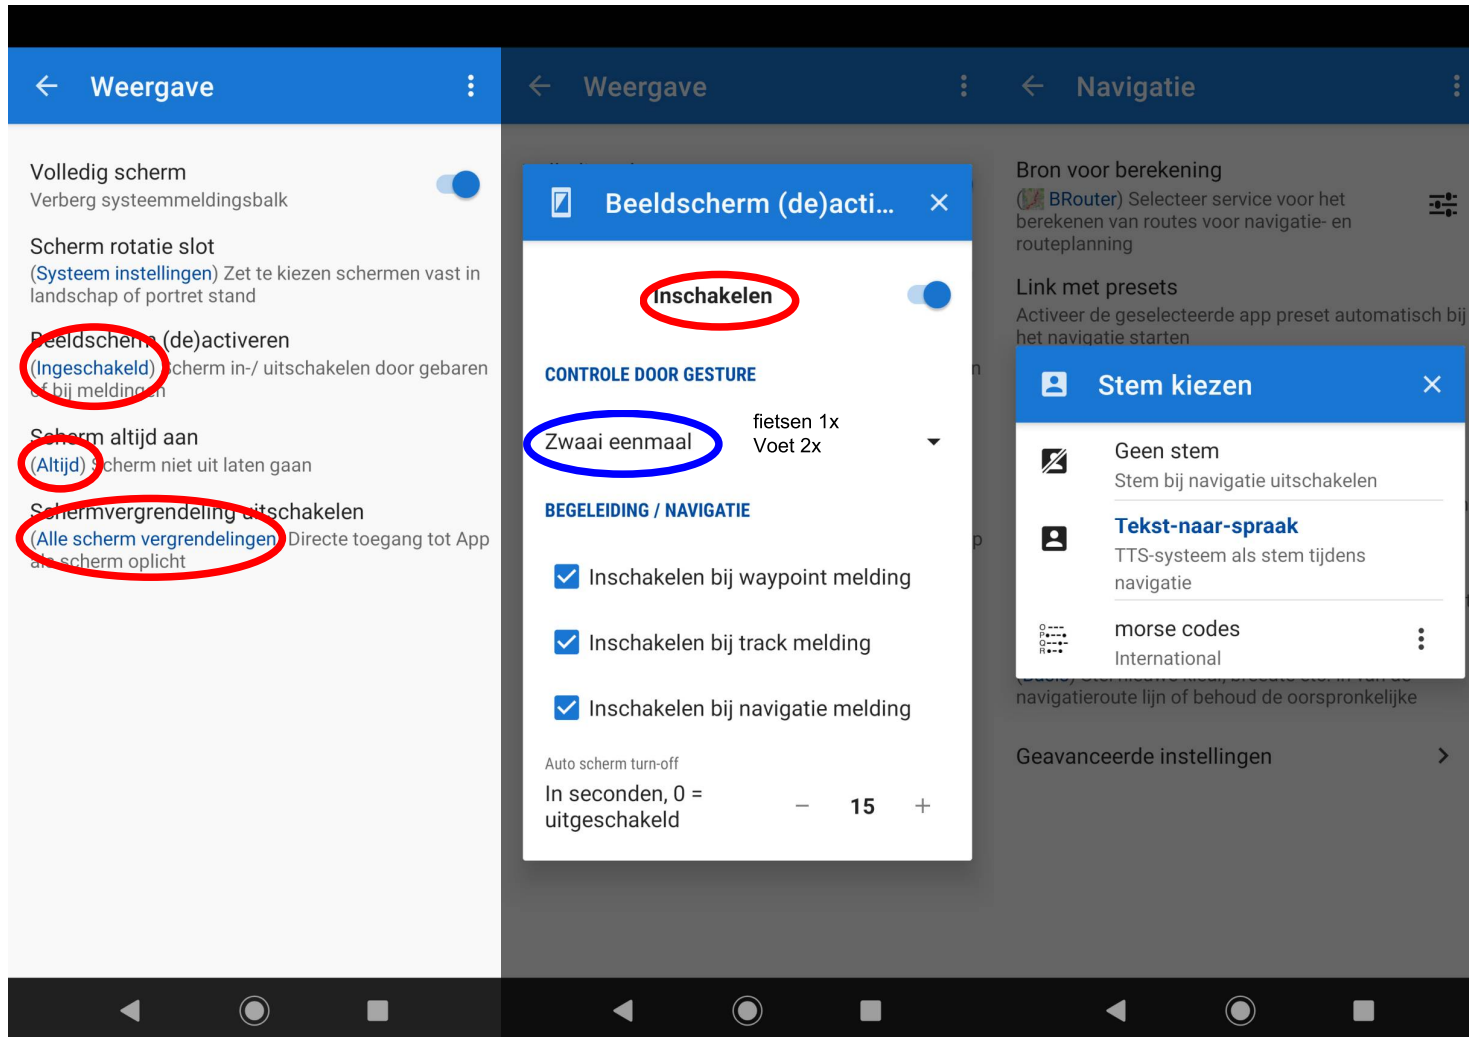 Weergave
Volledig scherm
Verberg systeemmeldingsbalk
Scherm rotatie slot
(Systeem instellingen) Zet te kiezen schermen vast in
landschap of portret stand
Beeldscherm (de)activeren
(Ingeschakeld) Scherm in-/ uitschakelen door gebaren
of bij meldingen
Scherm altijd aan
(Altijd) Scherm niet uit laten gaan
Schermvergrendeling uitschakelen
(Alle scherm vergrendelingen) Directe toegang tot App
als scherm oplicht
Weergave
Beeldscherm (de)acti...
Inschakelen
CONTROLE DOOR GESTURE
Zwaai eenmaal
fietsen 1x
Voet 2x
BEGELEIDING / NAVIGATIE
Inschakelen bij waypoint melding
Inschakelen bij track melding
Inschakelen bij navigatie melding
Auto scherm turn-off
In seconden, 0 =
uitgeschakeld
− 15 +
Navigatie
Bron voor berekening
(BRouter) Selecteer service voor het
berekenen van routes voor navigatie- en
routeplanning
Link met presets
Activeer de geselecteerde app preset automatisch bij
het navigatie starten
Stem kiezen
Geen stem
Stem bij navigatie uitschakelen
Tekst-naar-spraak
TTS-systeem als stem tijdens
navigatie
morse codes
International
navigatieroute lijn of behoud de oorspronkelijke
Geavanceerde instellingen